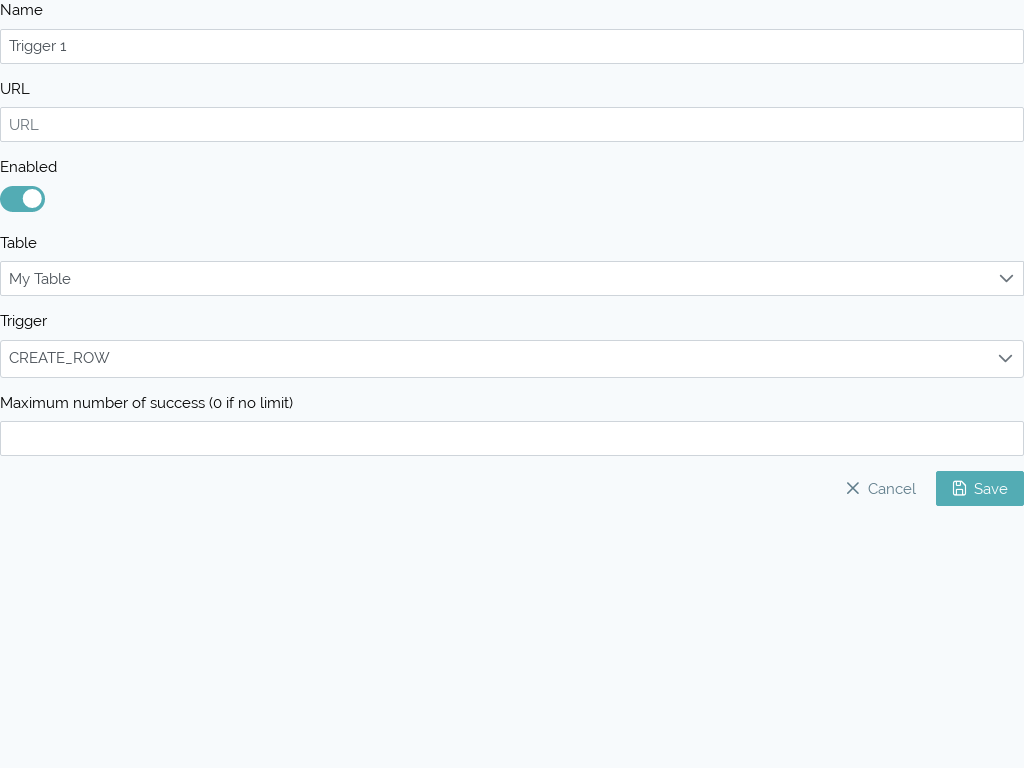 Name
Trigger 1
URL
URL
Enabled
Table
My Table
Trigger
CREATE_ROW
Maximum number of success (0 if no limit)
Cancel Save